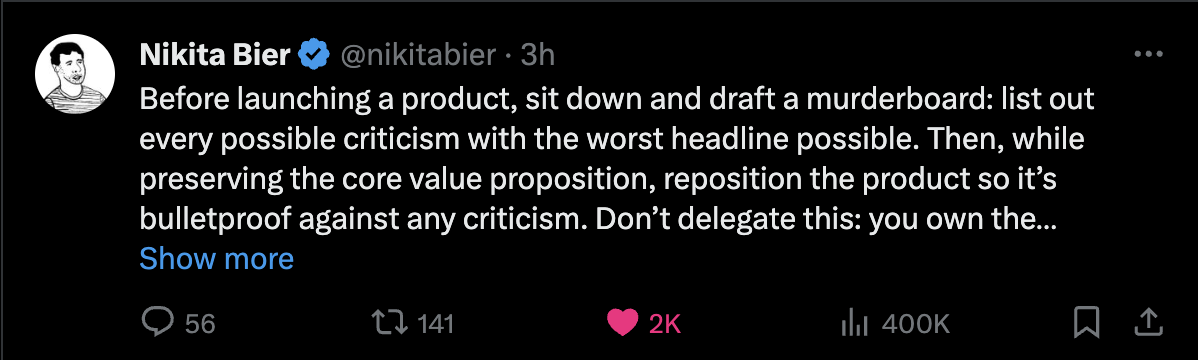 Nikita Bier @nikitabier · 3h
Before launching a product, sit down and draft a murderboard: list out
every possible criticism with the worst headline possible. Then, while
preserving the core value proposition, reposition the product so it’s
bulletproof against any criticism. Don’t delegate this: you own the...
Show more
56 141 2K 400K